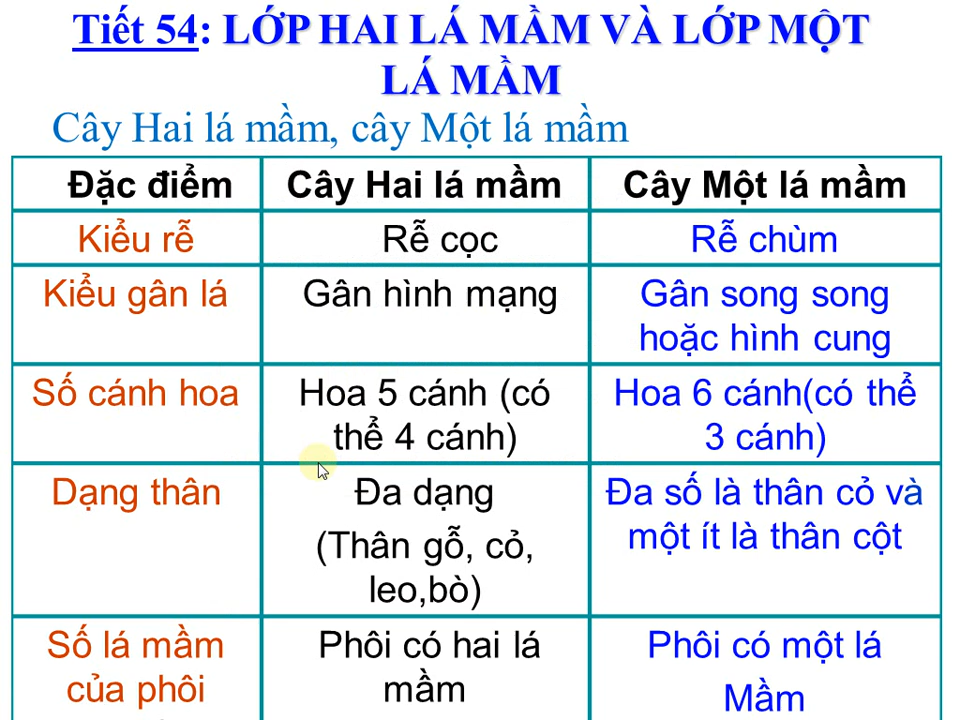 Tiết 54: LỚP HAI LÁ MẦM VÀ LỚP MỘT
LÁ MẦM
Cây Hai lá mầm, cây Một lá mầm
Đặc điểm Cây Hai lá mầm Cây Một lá mầm
Kiểu rễ Rễ cọc Rễ chùm
Kiểu gân lá Gân hình mạng Gân song song
hoặc hình cung
Số cánh hoa Hoa 5 cánh (có Hoa 6 cánh(có thể
thể 4 cánh) 3 cánh)
Dạng thân Đa dạng Đa số là thân cỏ và
(Thân gỗ, cỏ, một ít là thân cột
leo,bò)
Số lá mầm Phôi có hai lá Phôi có một lá
của phôi mầm Mầm